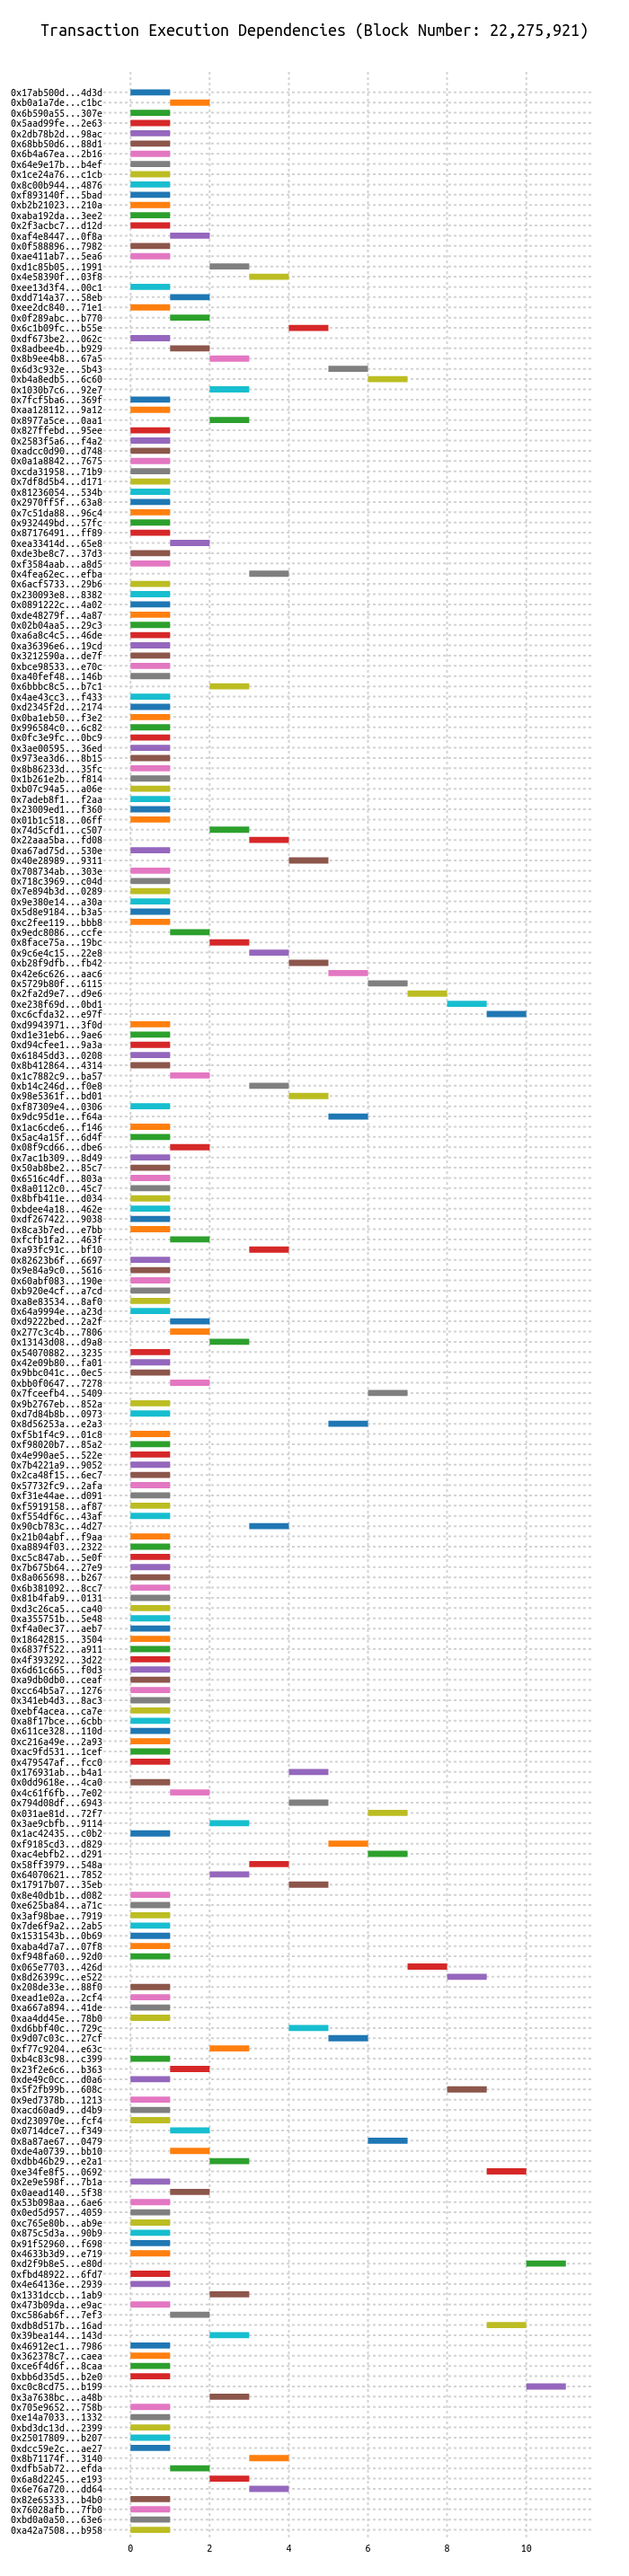 Transaction Execution Dependencies (Block Number: 22,275,921)
0x17ab500d...4d3d
0xb0a1a7de...c1bc
0x6b590a55...307e
0x5aad99fe...2e63
0x2db78b2d...98ac
0x68bb50d6...88d1
0x6b4a67ea...2b16
0x64e9e17b...b4ef
0x1ce24a76...c1cb
0x8c00b944...4876
0xf893140f...5bad
0xb2b21023...210a
0xaba192da...3ee2
0x2f3acbc7...d12d
0xaf4e8447...0f8a
0x0f588896...7982
0xae411ab7...5ea6
0xd1c85b05...1991
0x4e58390f...03f8
0xee13d3f4...00c1
0xdd714a37...58eb
0xee2dc840...71e1
0x0f289abc...b770
0x6c1b09fc...b55e
0xdf673be2...062c
0x8adbee4b...b929
0x8b9ee4b8...67a5
0x6d3c932e...5b43
0xb4a8edb5...6c60
0x1030b7c6...92e7
0x7fcf5ba6...369f
0xaa128112...9a12
0x8977a5ce...0aa1
0x827ffebd...95ee
0x2583f5a6...f4a2
0xadcc0d90...d748
0x0a1a8842...7675
0xcda31958...71b9
0x7df8d5b4...d171
0x81236054...534b
0x2970ff5f...63a8
0x7c51da88...96c4
0x932449bd...57fc
0x87176491...ff89
0xea33414d...65e8
0xde3be8c7...37d3
0xf3584aab...a8d5
0x4fea62ec...efba
0x6acf5733...29b6
0x230093e8...8382
0x0891222c...4a02
0xde48279f...4a87
0x02b04aa5...29c3
0xa6a8c4c5...46de
0xa36396e6...19cd
0x3212590a...de7f
0xbce98533...e70c
0xa40fef48...146b
0x6bbbc8c5...b7c1
0x4ae43cc3...f433
0xd2345f2d...2174
0x0ba1eb50...f3e2
0x996584c0...6c82
0x0fc3e9fc...0bc9
0x3ae00595...36ed
0x973ea3d6...8b15
0x8b86233d...35fc
0x1b261e2b...f814
0xb07c94a5...a06e
0x7adeb8f1...f2aa
0x23009ed1...f360
0x01b1c518...06ff
0x74d5cfd1...c507
0x22aaa5ba...fd08
0xa67ad75d...530e
0x40e28989...9311
0x708734ab...303e
0x718c3969...c04d
0x7e894b3d...0289
0x9e380e14...a30a
0x5d8e9184...b3a5
0xc2fee119...bbb8
0x9edc8086...ccfe
0x8face75a...19bc
0x9c6e4c15...22e8
0xb28f9dfb...fb42
0x42e6c626...aac6
0x5729b80f...6115
0x2fa2d9e7...d9e6
0xe238f69d...0bd1
0xc6cfda32...e97f
0xd9943971...3f0d
0xd1e31eb6...9ae6
0xd94cfee1...9a3a
0x61845dd3...0208
0x8b412864...4314
0x1c7882c9...ba57
0xb14c246d...f0e8
0x98e5361f...bd01
0xf87309e4...0306
0x9dc95d1e...f64a
0x1ac6cde6...f146
0x5ac4a15f...6d4f
0x08f9cd66...dbe6
0x7ac1b309...8d49
0x50ab8be2...85c7
0x6516c4df...803a
0x8a0112c0...45c7
0x8bfb411e...d034
0xbdee4a18...462e
0xdf267422...9038
0x8ca3b7ed...e7bb
0xfcfb1fa2...463f
0xa93fc91c...bf10
0x82623b6f...6697
0x9e84a9c0...5616
0x60abf083...190e
0xb920e4cf...a7cd
0xa8e83534...8af0
0x64a9994e...a23d
0xd9222bed...2a2f
0x277c3c4b...7806
0x13143d08...d9a8
0x54070882...3235
0x42e09b80...fa01
0x9bbc041c...0ec5
0xbb0f0647...7278
0x7fceefb4...5409
0x9b2767eb...852a
0xd7d84b8b...0973
0x8d56253a...e2a3
0xf5b1f4c9...01c8
0xf98020b7...85a2
0x4e990ae5...522e
0x7b4221a9...9052
0x2ca48f15...6ec7
0x57732fc9...2afa
0xf31e44ae...d091
0xf5919158...af87
0xf554df6c...43af
0x90cb783c...4d27
0x21b04abf...f9aa
0xa8894f03...2322
0xc5c847ab...5e0f
0x7b675b64...27e9
0x8a065698...b267
0x6b381092...8cc7
0x81b4fab9...0131
0xd3c26ca5...ca40
0xa355751b...5e48
0xf4a0ec37...aeb7
0x18642815...3504
0x6837f522...a911
0x4f393292...3d22
0x6d61c665...f0d3
0xa9db0db0...ceaf
0xcc64b5a7...1276
0x341eb4d3...8ac3
0xebf4acea...ca7e
0xa8f17bce...6cbb
0x611ce328...110d
0xc216a49e...2a93
0xac9fd531...1cef
0x479547af...fcc0
0x176931ab...b4a1
0x0dd9618e...4ca0
0x4c61f6fb...7e02
0x794d08df...6943
0x031ae81d...72f7
0x3ae9cbfb...9114
0x1ac42435...c0b2
0xf9185cd3...d829
0xac4ebfb2...d291
0x58ff3979...548a
0x64070621...7852
0x17917b07...35eb
0x8e40db1b...d082
0xe625ba84...a71c
0x3af98bae...7919
0x7de6f9a2...2ab5
0x1531543b...0b69
0xaba4d7a7...07f8
0xf948fa60...92d0
0x065e7703...426d
0x8d26399c...e522
0x208de33e...88f0
0xead1e02a...2cf4
0xa667a894...41de
0xaa4dd45e...78b0
0xd6bbf40c...729c
0x9d07c03c...27cf
0xf77c9204...e63c
0xb4c83c98...c399
0x23f2e6c6...b363
0xde49c0cc...d0a6
0x5f2fb99b...608c
0x9ed7378b...1213
0xacd60ad9...d4b9
0xd230970e...fcf4
0x0714dce7...f349
0x8a87ae67...0479
0xde4a0739...bb10
0xdbb46b29...e2a1
0xe34fe8f5...0692
0x2e9e598f...7b1a
0x0aead140...5f38
0x53b098aa...6ae6
0x0ed5d957...4059
0xc765e80b...ab9e
0x875c5d3a...90b9
0x91f52960...f698
0x4633b3d9...e719
0xd2f9b8e5...e80d
0xfbd48922...6fd7
0x4e64136e...2939
0x1331dccb...1ab9
0x473b09da...e9ac
0xc586ab6f...7ef3
0xdb8d517b...16ad
0x39bea144...143d
0x46912ec1...7986
0x362378c7...caea
0xce6f4d6f...8caa
0xbb6d35d5...b2e0
0xc0c8cd75...b199
0x3a7638bc...a48b
0x705e9652...758b
0xe14a7033...1332
0xbd3dc13d...2399
0x25017809...b207
0xdcc59e2c...ae27
0x8b71174f...3140
0xdfb5ab72...efda
0x6a8d2245...e193
0x6e76a720...dd64
0x82e65333...b4b0
0x76028afb...7fb0
0xbd0a0a50...63e6
0xa42a7508...b958
0 2 4 6 8 10